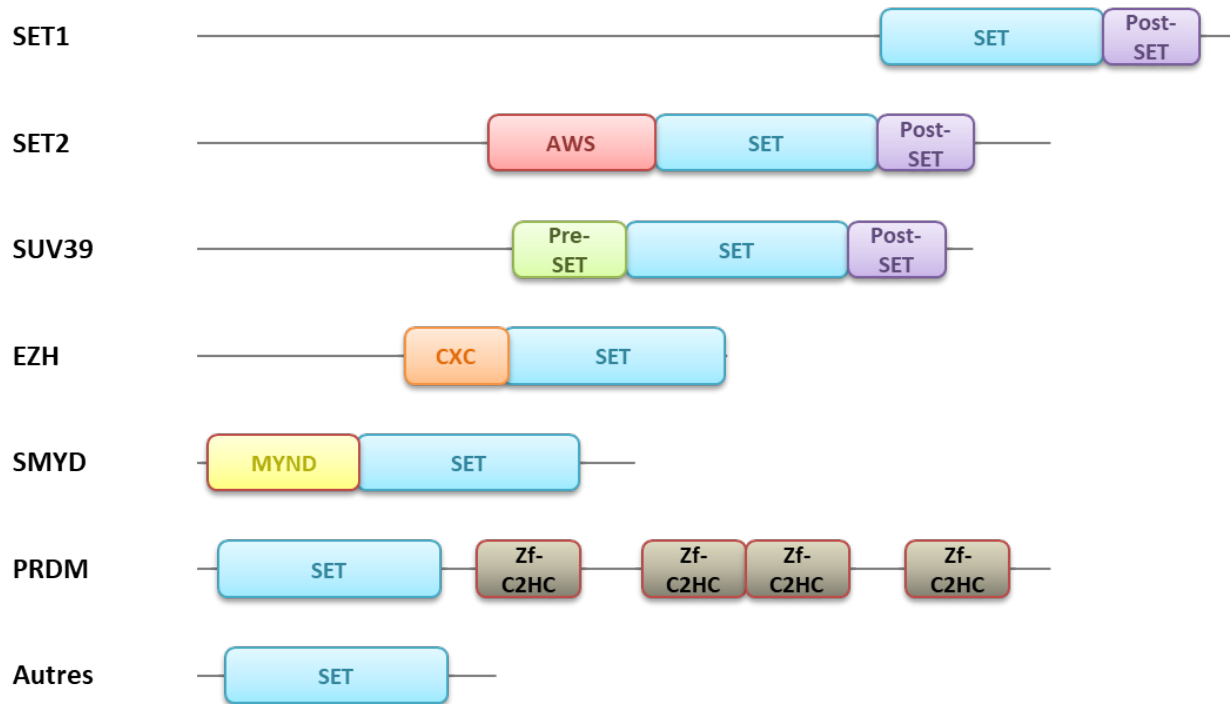 SET1
SET
Post-
SET
SET2
AWS
SET
Post-
SET
SUV39
Pre-
SET
SET
Post-
SET
EZH
CXC
SET
SMYD
MYND
SET
PRDM
SET
Zf-
C2HC
Zf-
C2HC
Zf-
C2HC
Zf-
C2HC
Autres
SET